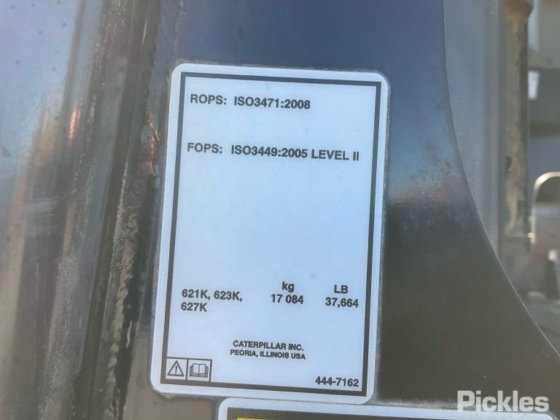 ROPS: ISO3471:2008
FOPS: ISO3449:2005 LEVEL II
kg LB
621K, 623K, 17 084 37,664
627K
CATERPILLAR INC.
PEORIA, ILLINOIS USA
444-7162
Pickles